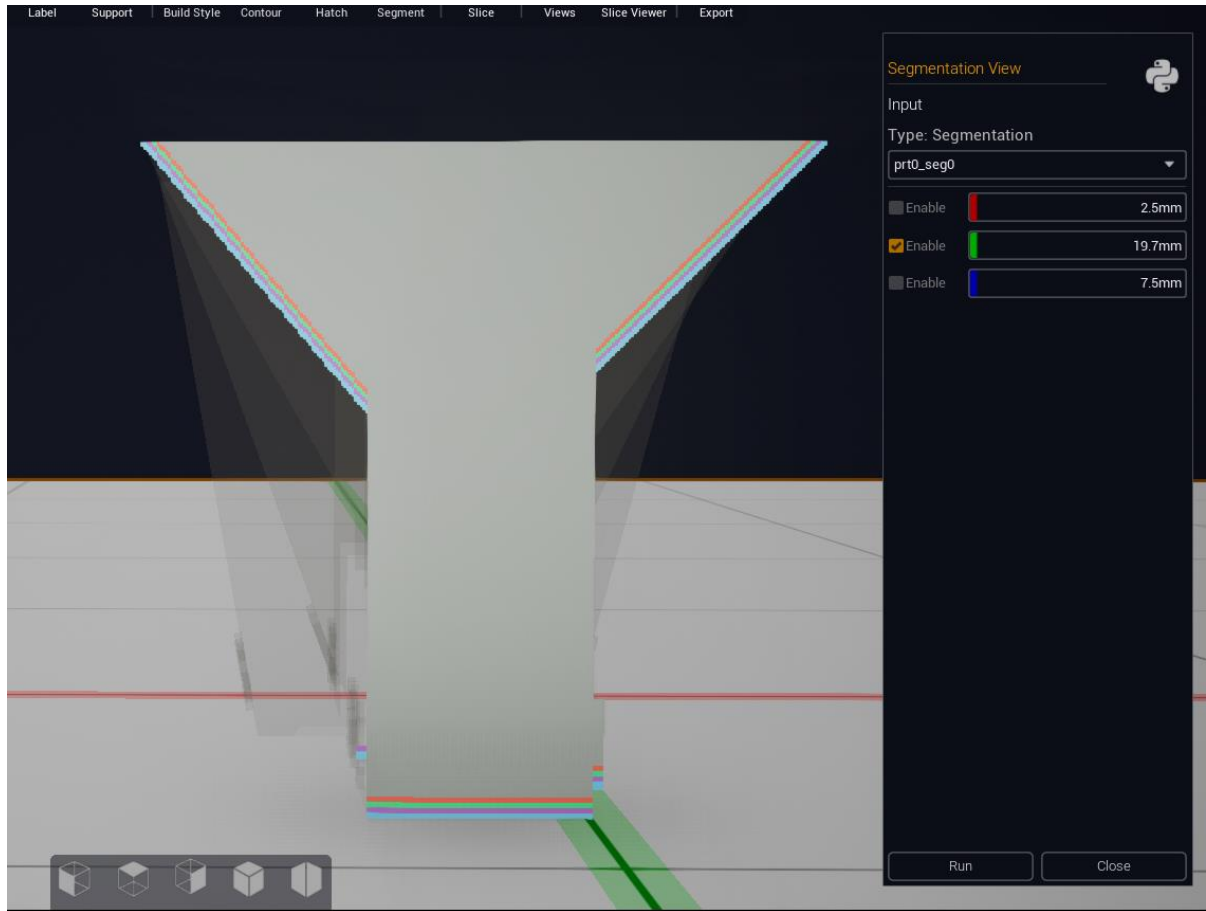 Label Support Build Style Contour Hatch Segment Slice Views Slice Viewer Export
Segmentation View
Input
Type: Segmentation
prt0_seg0
Enable 2.5mm
Enable 19.7mm
Enable 7.5mm
Run Close